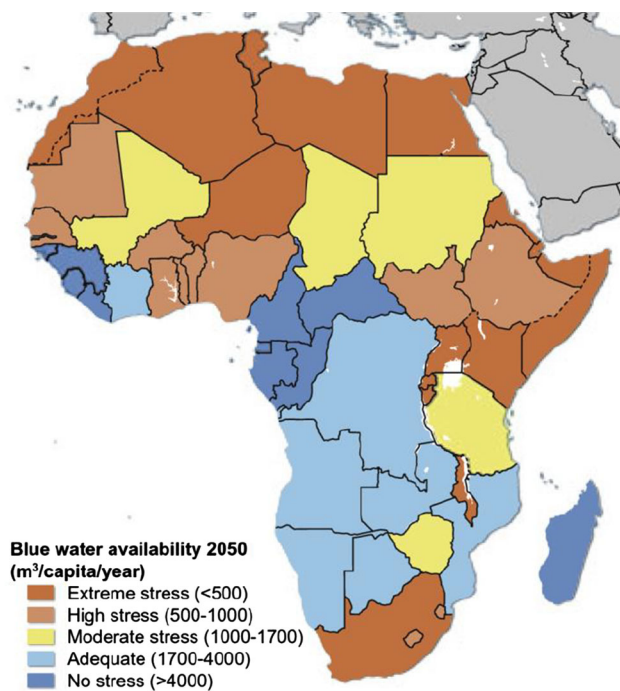 Blue water availability 2050
(m³/capita/year)
Extreme stress (<500)
High stress (500-1000)
Moderate stress (1000-1700)
Adequate (1700-4000)
No stress (>4000)